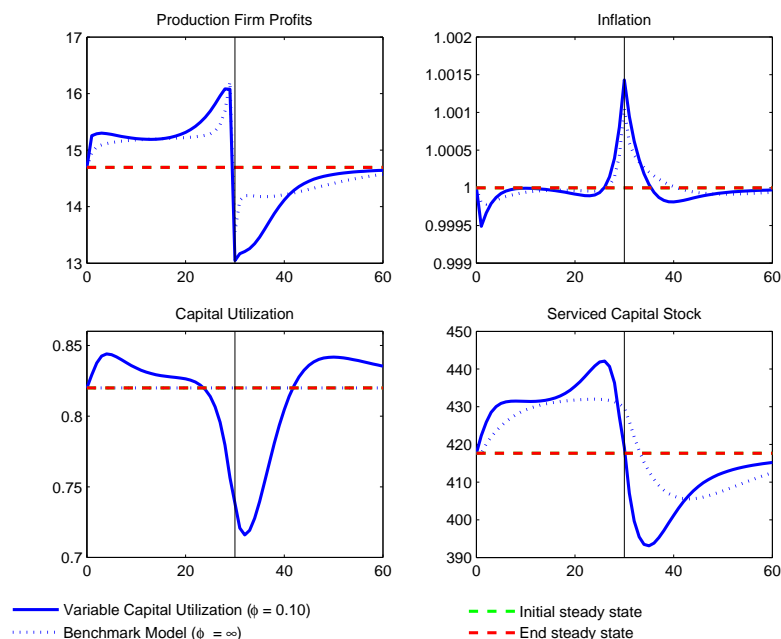 Production Firm Profits
17
16
15
14
13
0 20 40 60
Inflation
1.002
1.0015
1.001
1.0005
1
0.9995
0.999
0 20 40 60
Capital Utilization
0.85
0.8
0.75
0.7
0 20 40 60
Serviced Capital Stock
450
440
430
420
410
400
390
0 20 40 60
Variable Capital Utilization (ϕ = 0.10)
Benchmark Model (ϕ = ∞)
Initial steady state
End steady state